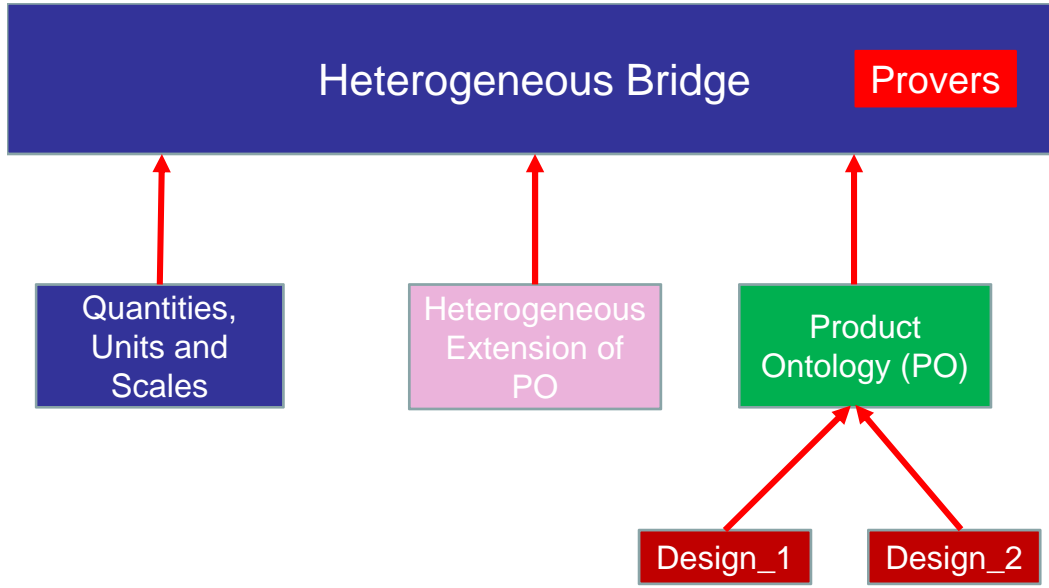 Heterogeneous Bridge
Provers
Quantities,
Units and
Scales
Heterogeneous
Extension of
PO
Product
Ontology (PO)
Design_1
Design_2